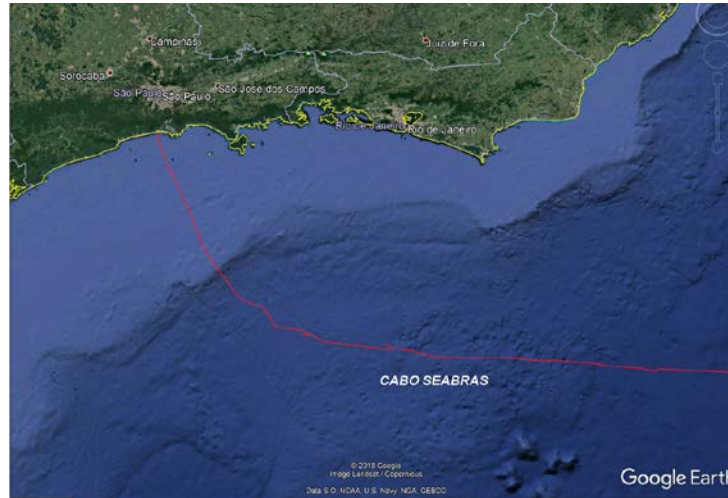 Campinas
Juiz de Fora
Sorocaba
São Paulo
São Paulo
São José dos Campos
Rio de Janeiro
Rio de Janeiro
CABO SEABRAS
© 2018 Google
Image Landsat / Copernicus
Data SIO, NOAA, U.S. Navy, NGA, GEBCO
Google Earth